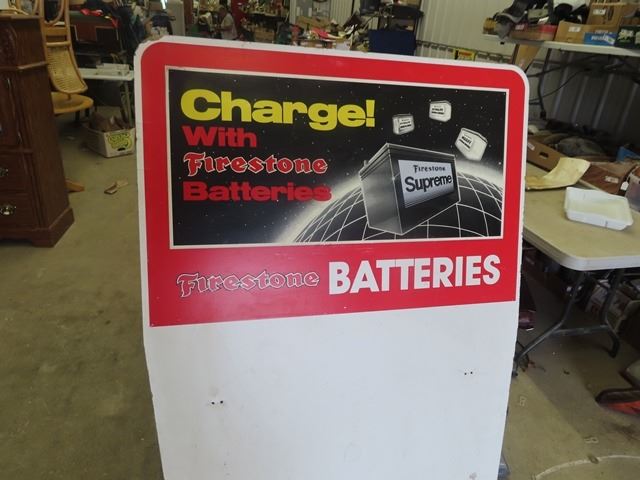 Charge!
With
Firestone
Batteries
Firestone
Supreme
Firestone BATTERIES